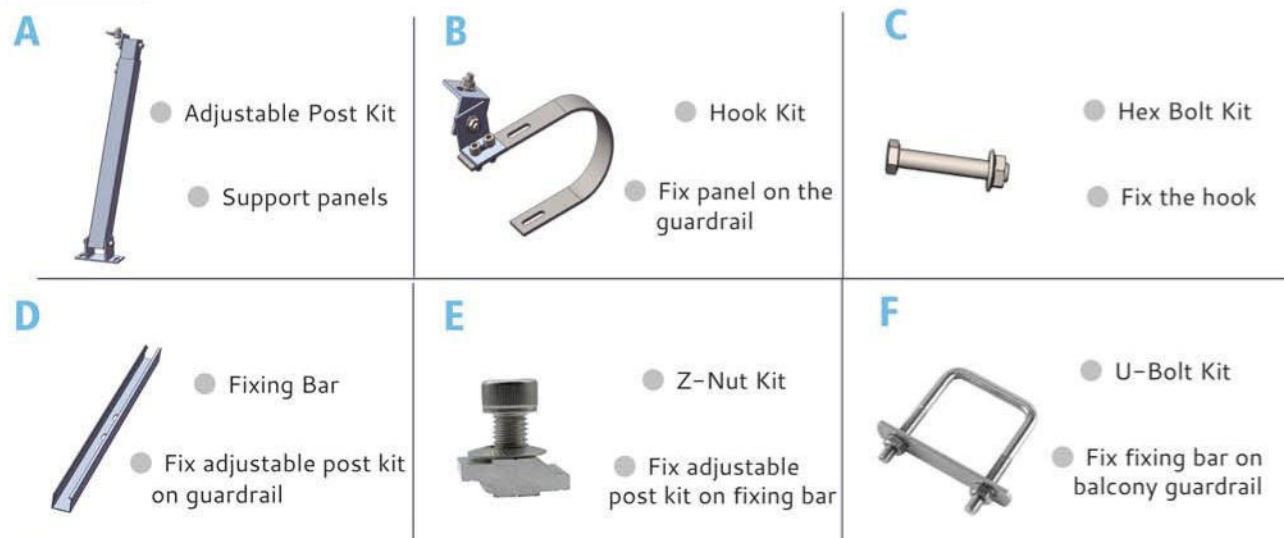 A
Adjustable Post Kit
Support panels
B
Hook Kit
Fix panel on the
guardrail
C
Hex Bolt Kit
Fix the hook
D
Fixing Bar
Fix adjustable post kit
on guardrail
E
Z-Nut Kit
Fix adjustable
post kit on fixing bar
F
U-Bolt Kit
Fix fixing bar on
balcony guardrail